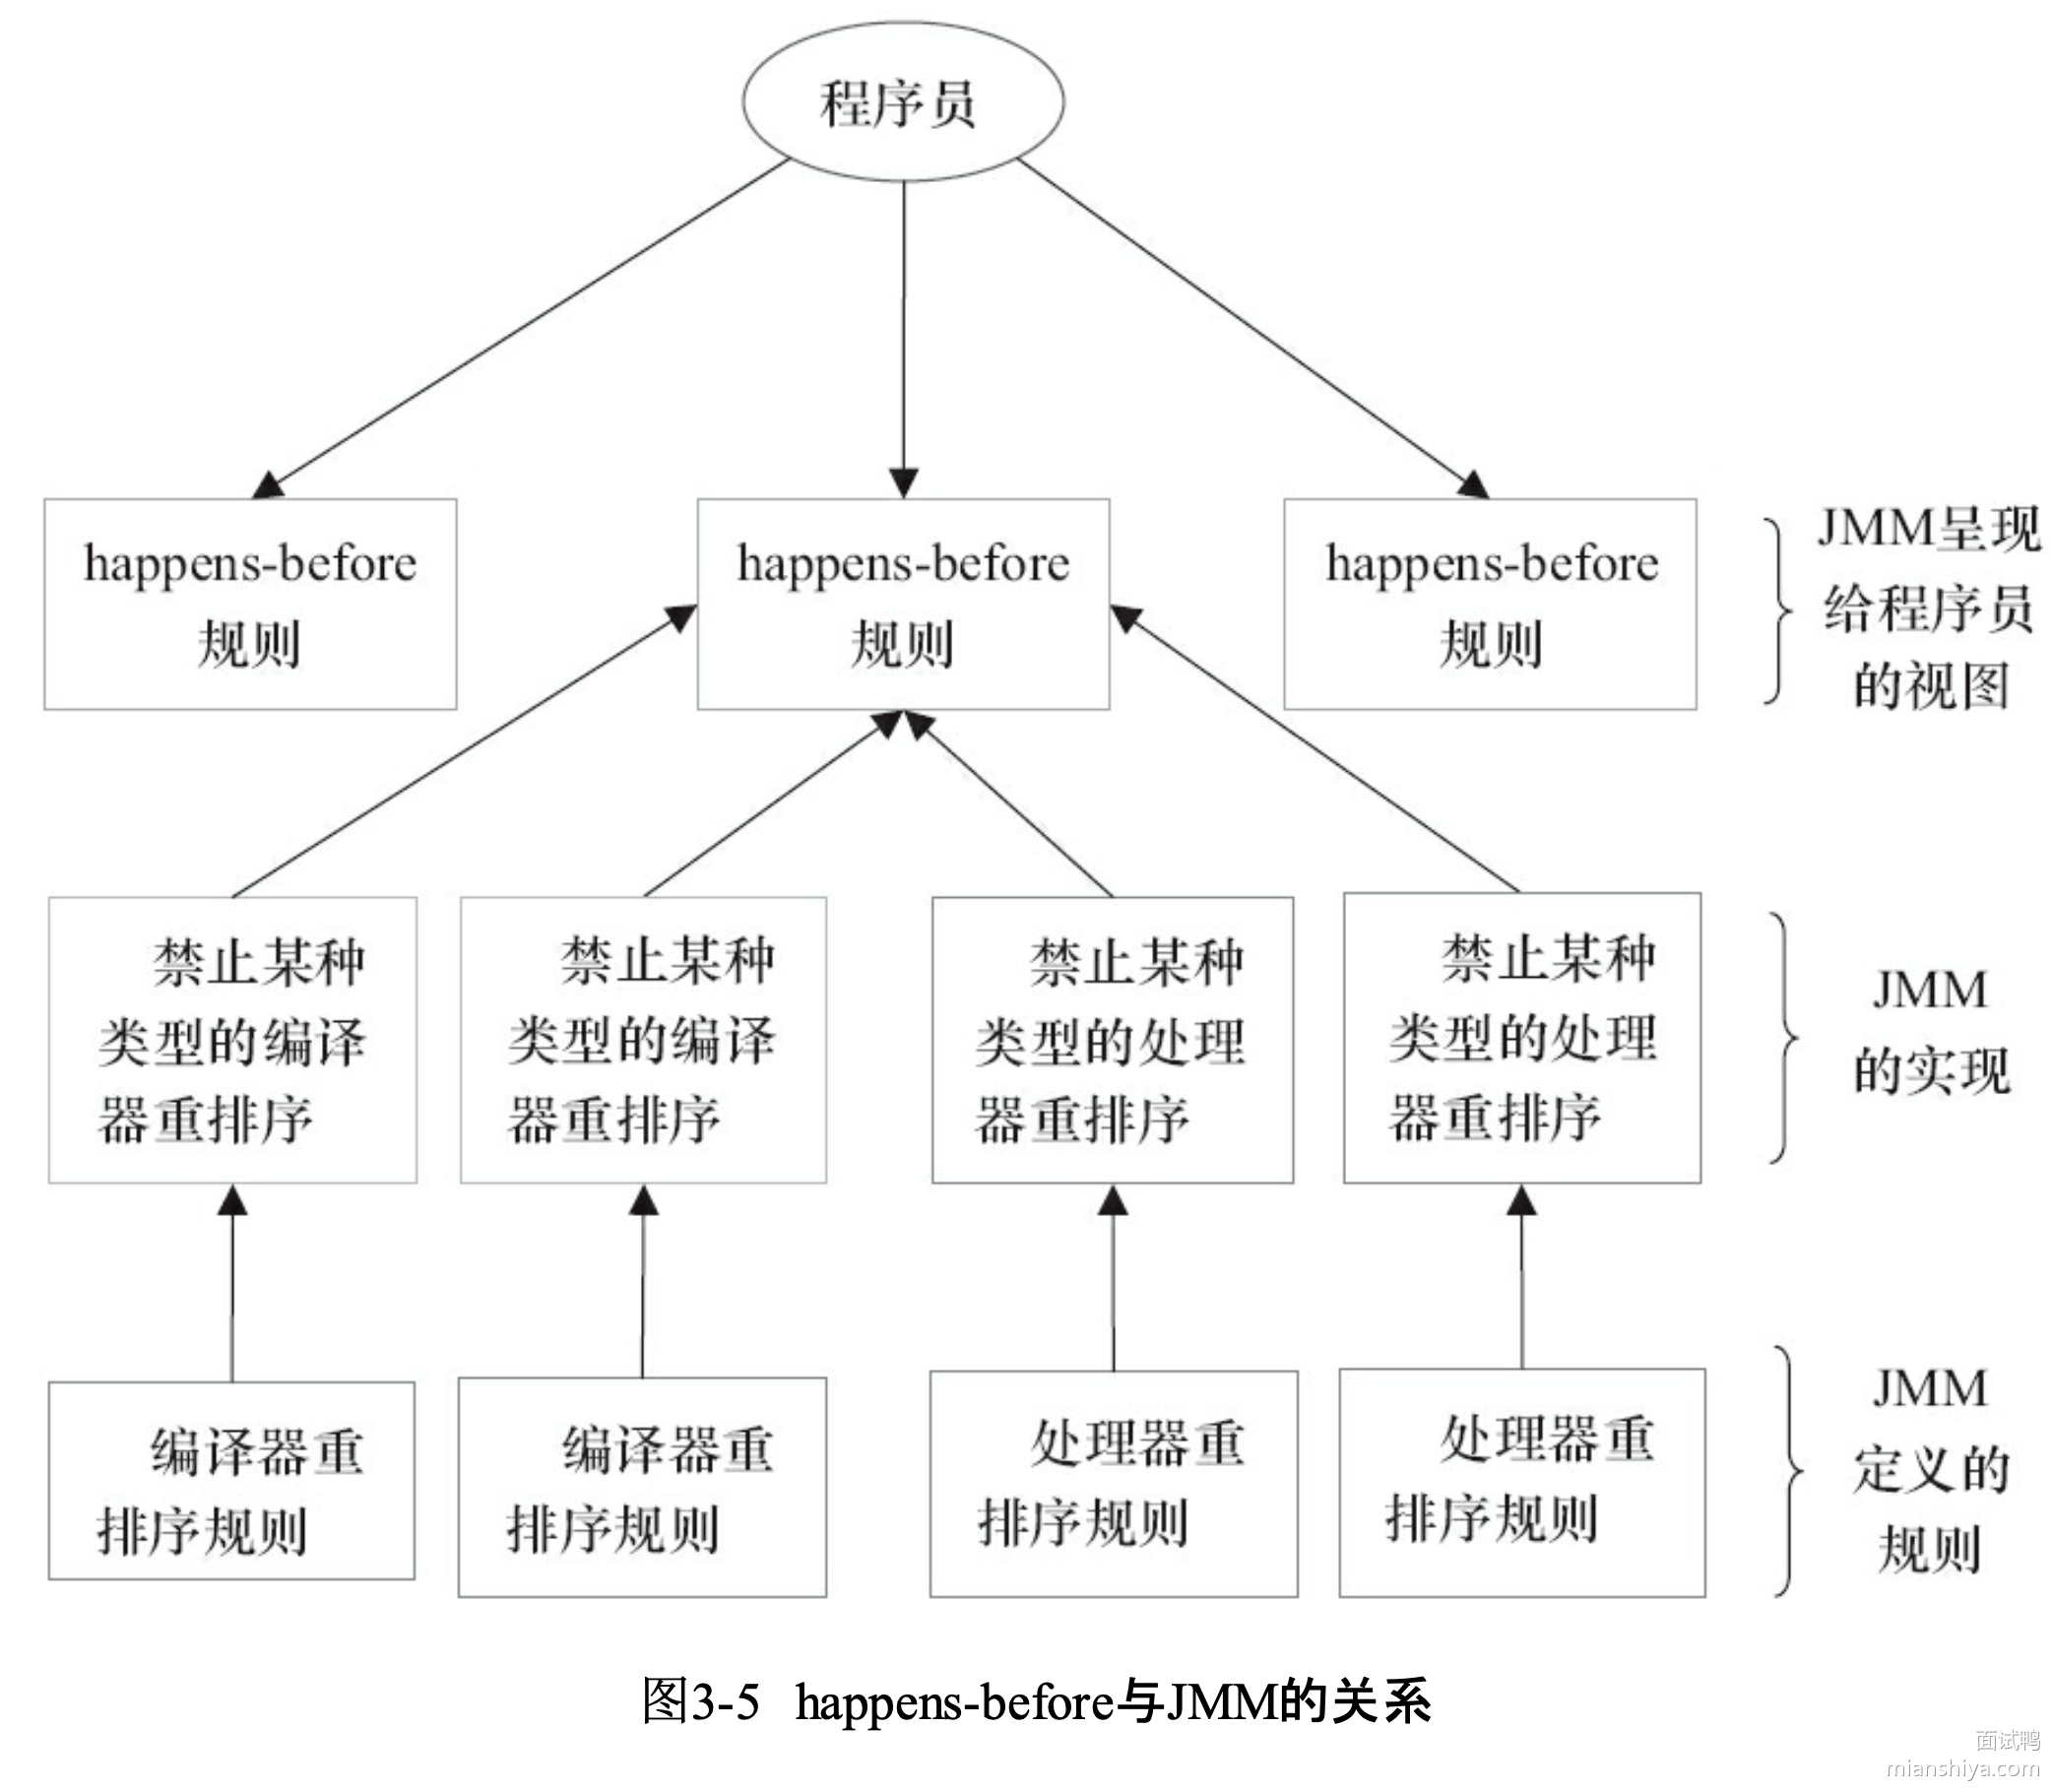 程序员
happens-before
规则
happens-before
规则
happens-before
规则
JMM呈现
给程序员
的视图
禁止某种
类型的编译
器重排序
禁止某种
类型的编译
器重排序
禁止某种
类型的处理
器重排序
禁止某种
类型的处理
器重排序
JMM
的实现
编译器重
排序规则
编译器重
排序规则
处理器重
排序规则
处理器重
排序规则
JMM
定义的
规则
图3-5 happens-before与JMM的关系
面试鸭
mianshiya.com